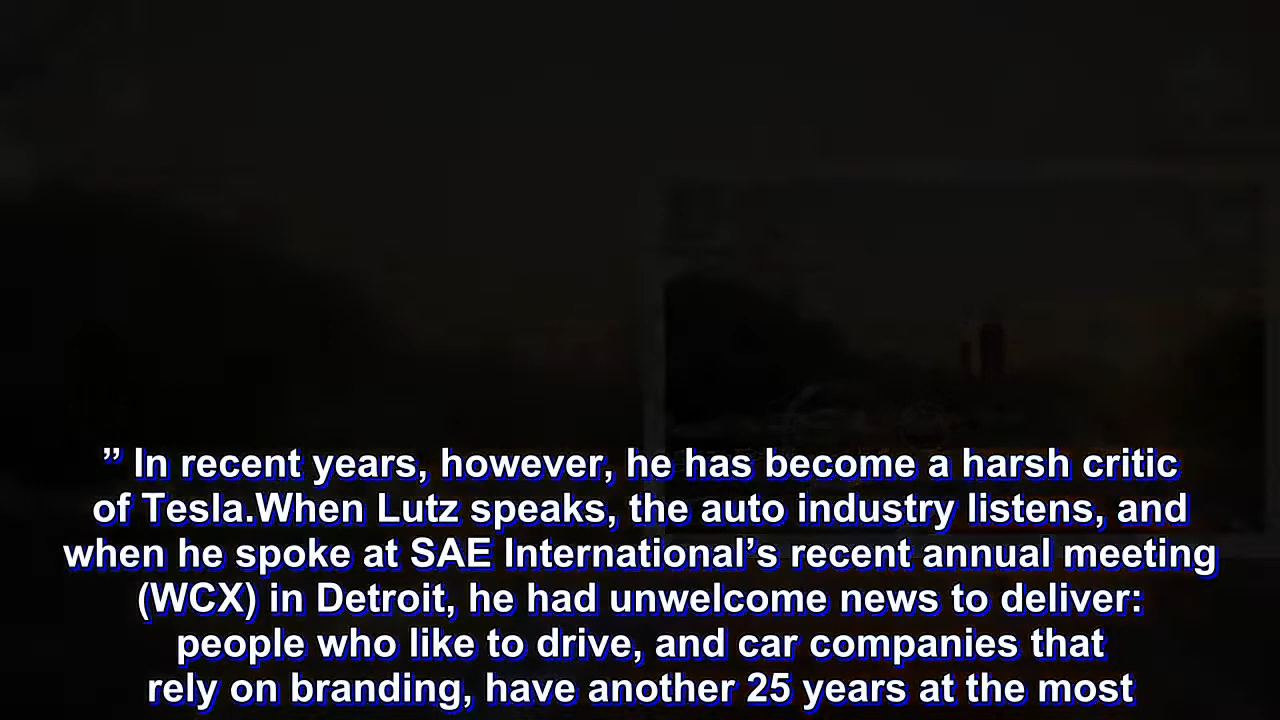 ” In recent years, however, he has become a harsh critic
of Tesla.When Lutz speaks, the auto industry listens, and
when he spoke at SAE International’s recent annual meeting
(WCX) in Detroit, he had unwelcome news to deliver:
people who like to drive, and car companies that
rely on branding, have another 25 years at the most